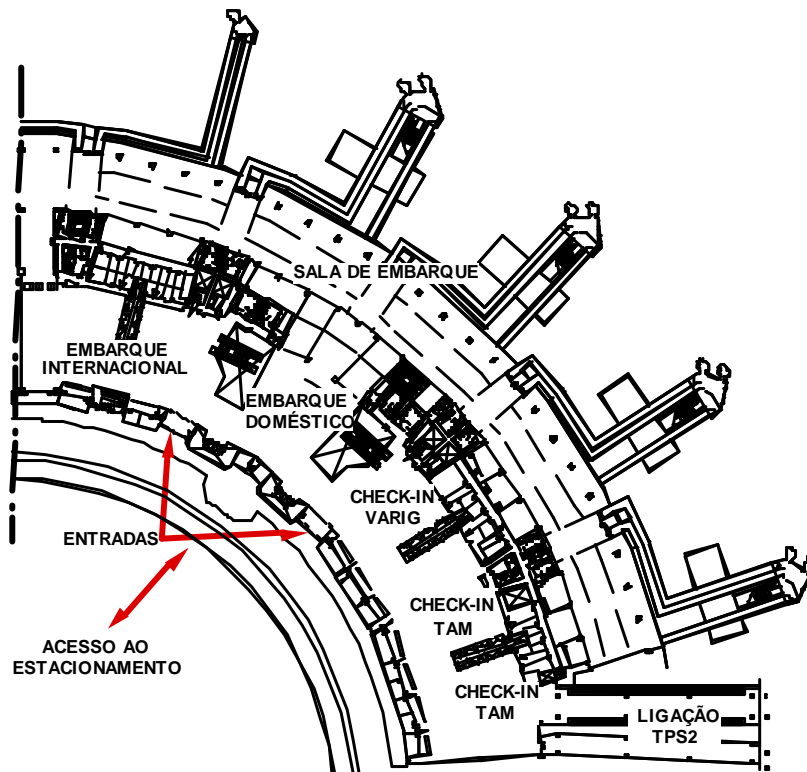 SALA DE EMBARQUE
EMBARQUE
INTERNACIONAL
EMBARQUE
DOMÉSTICO
CHECK-IN
VARIG
ENTRADAS
CHECK-IN
TAM
ACESSO AO
ESTACIONAMENTO
CHECK-IN
TAM
LIGAÇÃO
TPS2